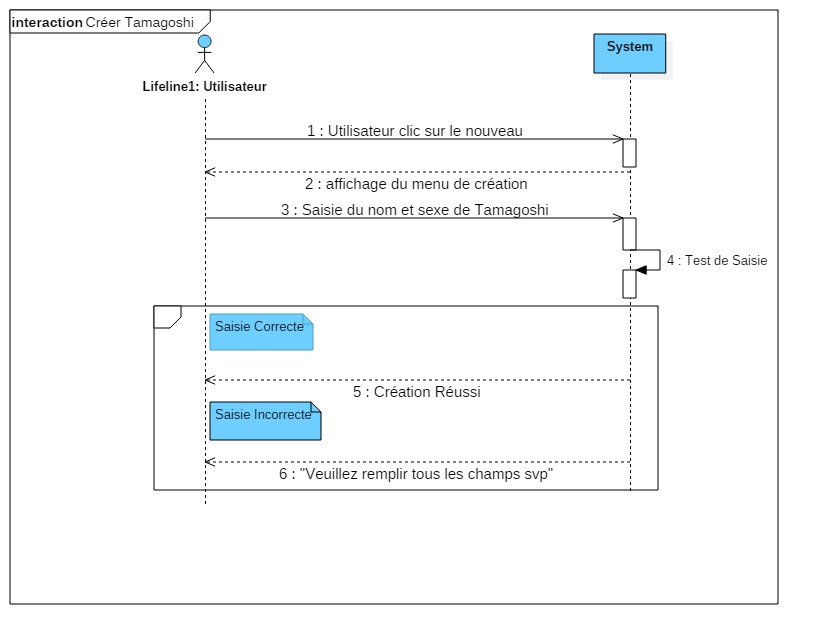 interaction Créer Tamagoshi
System
Lifeline1: Utilisateur
1 : Utilisateur clic sur le nouveau
2 : affichage du menu de création
3 : Saisie du nom et sexe de Tamagoshi
4 : Test de Saisie
Saisie Correcte
5 : Création Réussi
Saisie Incorrecte
6 : "Veuillez remplir tous les champs svp"